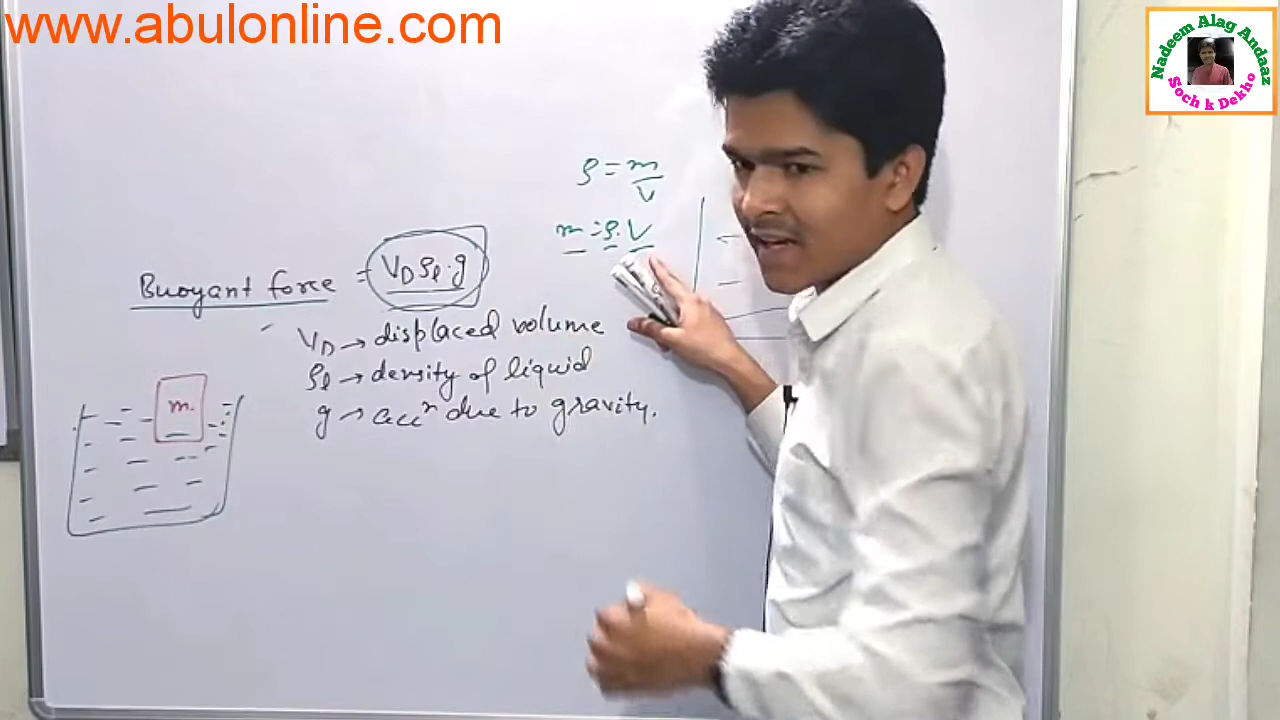 www.abulonline.com
Nadeem Alag Andaaz
Soch k Dekho
ρ = m/V
m = ρ.V
Buoyant force = V_D ρ_l . g
V_D → displaced volume
ρ_l → density of liquid
g → accⁿ due to gravity.
m.